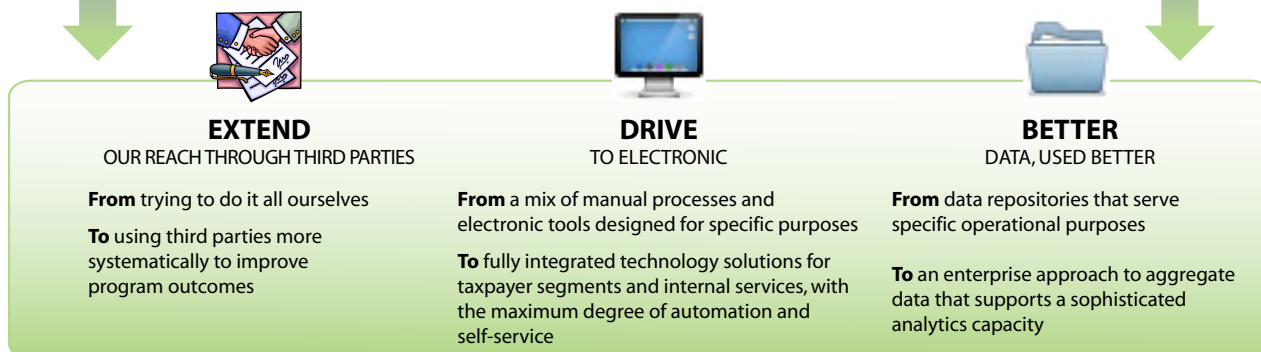 EXTEND
OUR REACH THROUGH THIRD PARTIES
From trying to do it all ourselves
To using third parties more
systematically to improve
program outcomes
DRIVE
TO ELECTRONIC
From a mix of manual processes and
electronic tools designed for specific purposes
To fully integrated technology solutions for
taxpayer segments and internal services, with
the maximum degree of automation and
self-service
BETTER
DATA, USED BETTER
From data repositories that serve
specific operational purposes
To an enterprise approach to aggregate
data that supports a sophisticated
analytics capacity